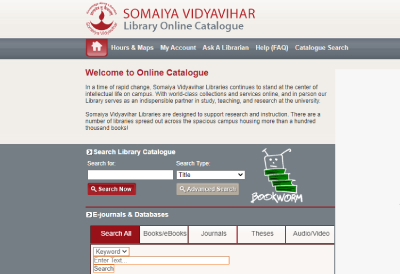 SOMAIYA VIDYAVIHAR
Library Online Catalogue
Hours & Maps My Account Ask A Librarian Help (FAQ) Catalogue Search
Welcome to Online Catalogue
In a time of rapid change, Somaiya Vidyavihar Libraries continues to stand at the center of
intellectual life on campus. With world-class collections and services online, and in person our
Library serves as an indispensible partner in study, teaching, and research at the university.
Somaiya Vidyavihar Libraries are designed to support research and instruction. There are a
number of libraries spread out across the spacious campus housing more than a hundred
thousand books!
Search Library Catalogue
Search for: Search Type:
Title
Search Now Advanced Search
BOOKWORM
E-journals & Databases
Search All Books/eBooks Journals Theses Audio/Video
Keyword
Enter Text...
Search